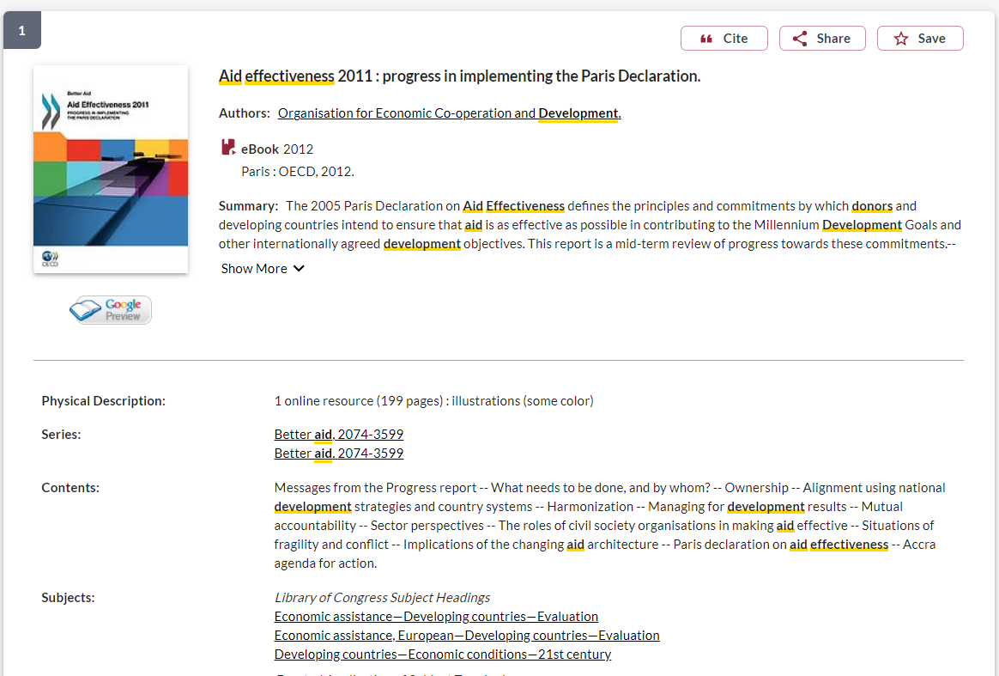 1
Cite
Share
Save
Better Aid
Aid Effectiveness 2011
PROGRESS IN IMPLEMENTING
THE PARIS DECLARATION
OECD
Aid effectiveness 2011 : progress in implementing the Paris Declaration.
Authors: Organisation for Economic Co-operation and Development.
eBook 2012
Paris : OECD, 2012.
Summary: The 2005 Paris Declaration on Aid Effectiveness defines the principles and commitments by which donors and
developing countries intend to ensure that aid is as effective as possible in contributing to the Millennium Development Goals and
other internationally agreed development objectives. This report is a mid-term review of progress towards these commitments.--
Show More
Google
Preview
Physical Description: 1 online resource (199 pages) : illustrations (some color)
Series: Better aid, 2074-3599
Better aid. 2074-3599
Contents: Messages from the Progress report -- What needs to be done, and by whom? -- Ownership -- Alignment using national
development strategies and country systems -- Harmonization -- Managing for development results -- Mutual
accountability -- Sector perspectives -- The roles of civil society organisations in making aid effective -- Situations of
fragility and conflict -- Implications of the changing aid architecture -- Paris declaration on aid effectiveness -- Accra
agenda for action.
Subjects: Library of Congress Subject Headings
Economic assistance—Developing countries—Evaluation
Economic assistance, European—Developing countries—Evaluation
Developing countries—Economic conditions—21st century